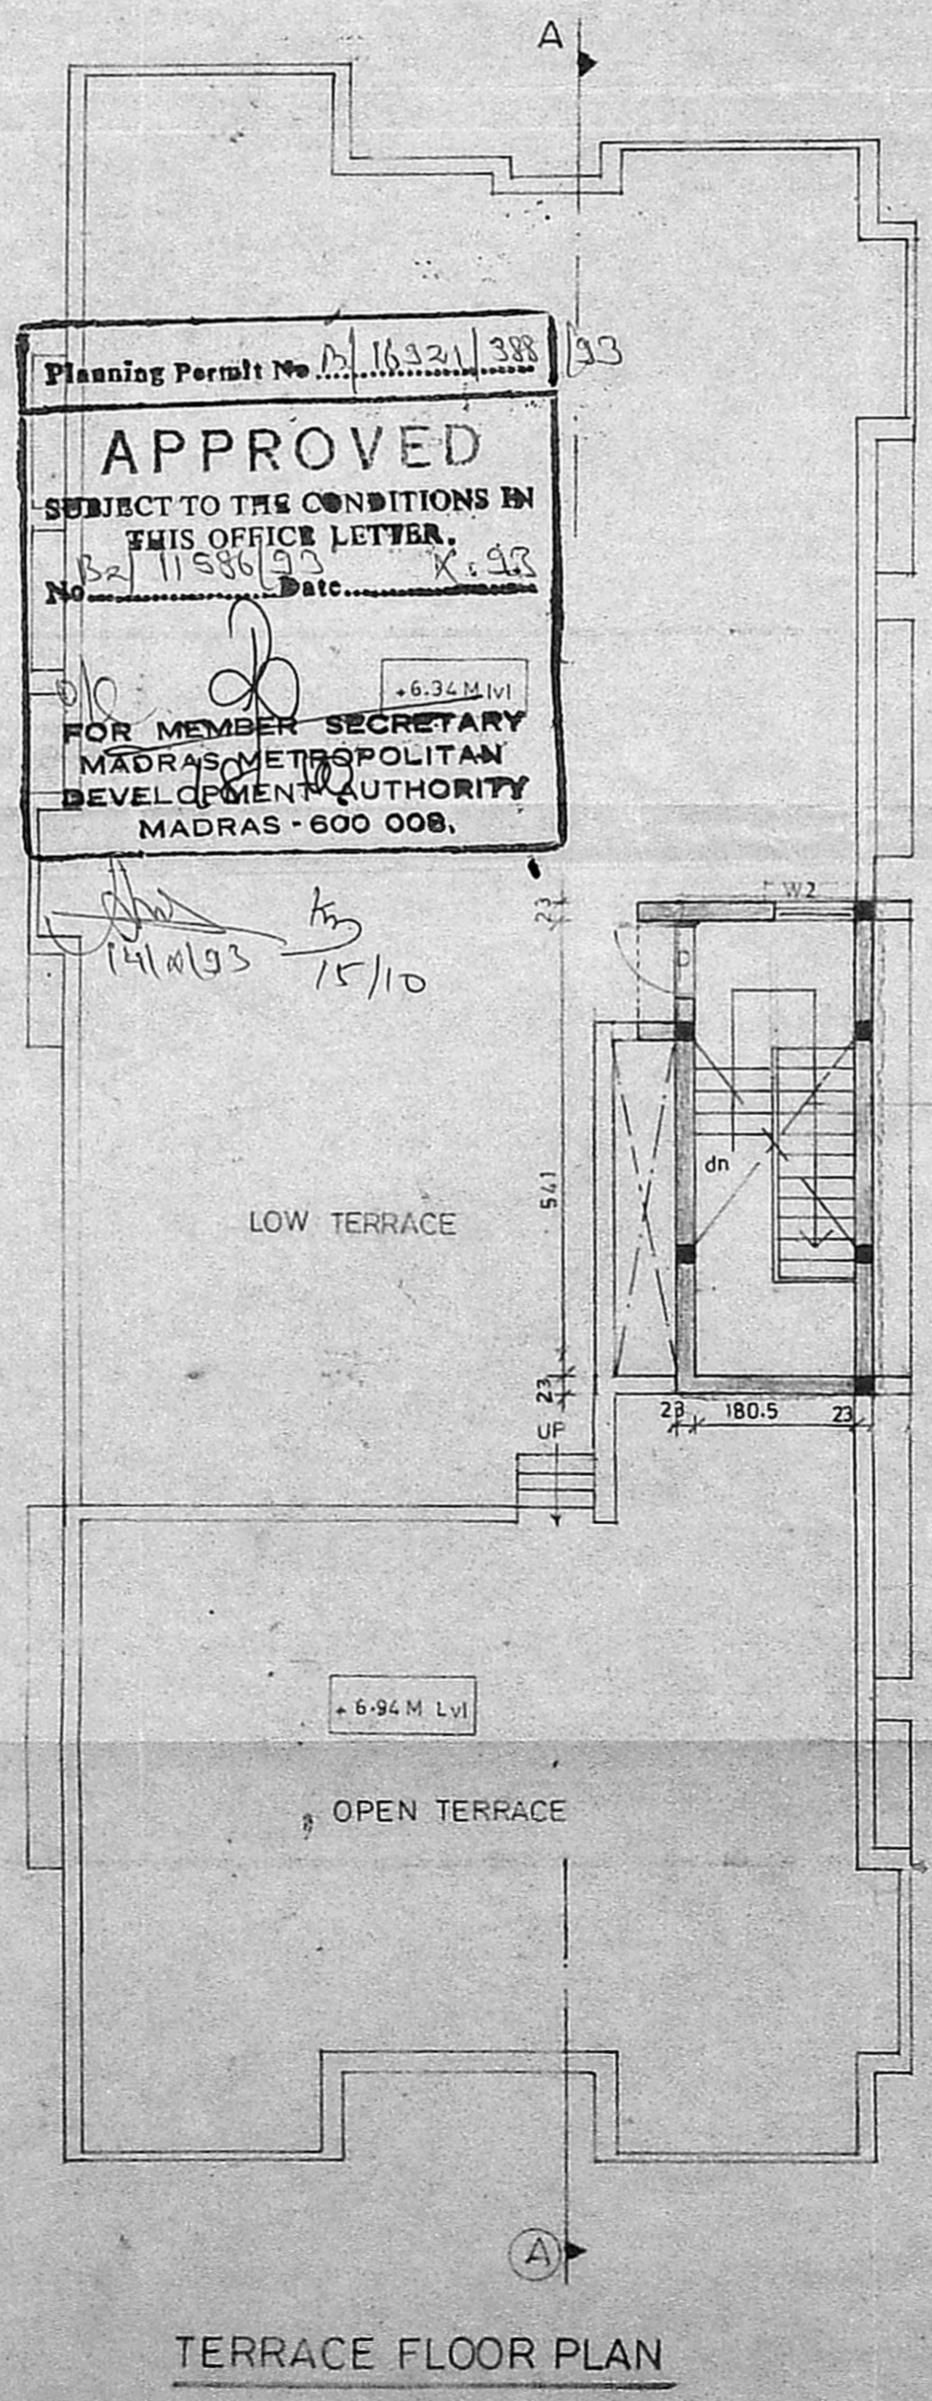 A
Planning Permit No B/ 16921/ 388 /93
APPROVED
SUBJECT TO THE CONDITIONS IN
THIS OFFICE LETTER.
No B2/ 11586/93 Date X.93
+6.34 M lvl
FOR MEMBER SECRETARY
MADRAS METROPOLITAN
DEVELOPMENT AUTHORITY
MADRAS - 600 008.
15/10
W2
23
D
541
dn
LOW TERRACE
23
23 180.5 23
UP
+ 6.94 M Lvl
OPEN TERRACE
A
TERRACE FLOOR PLAN